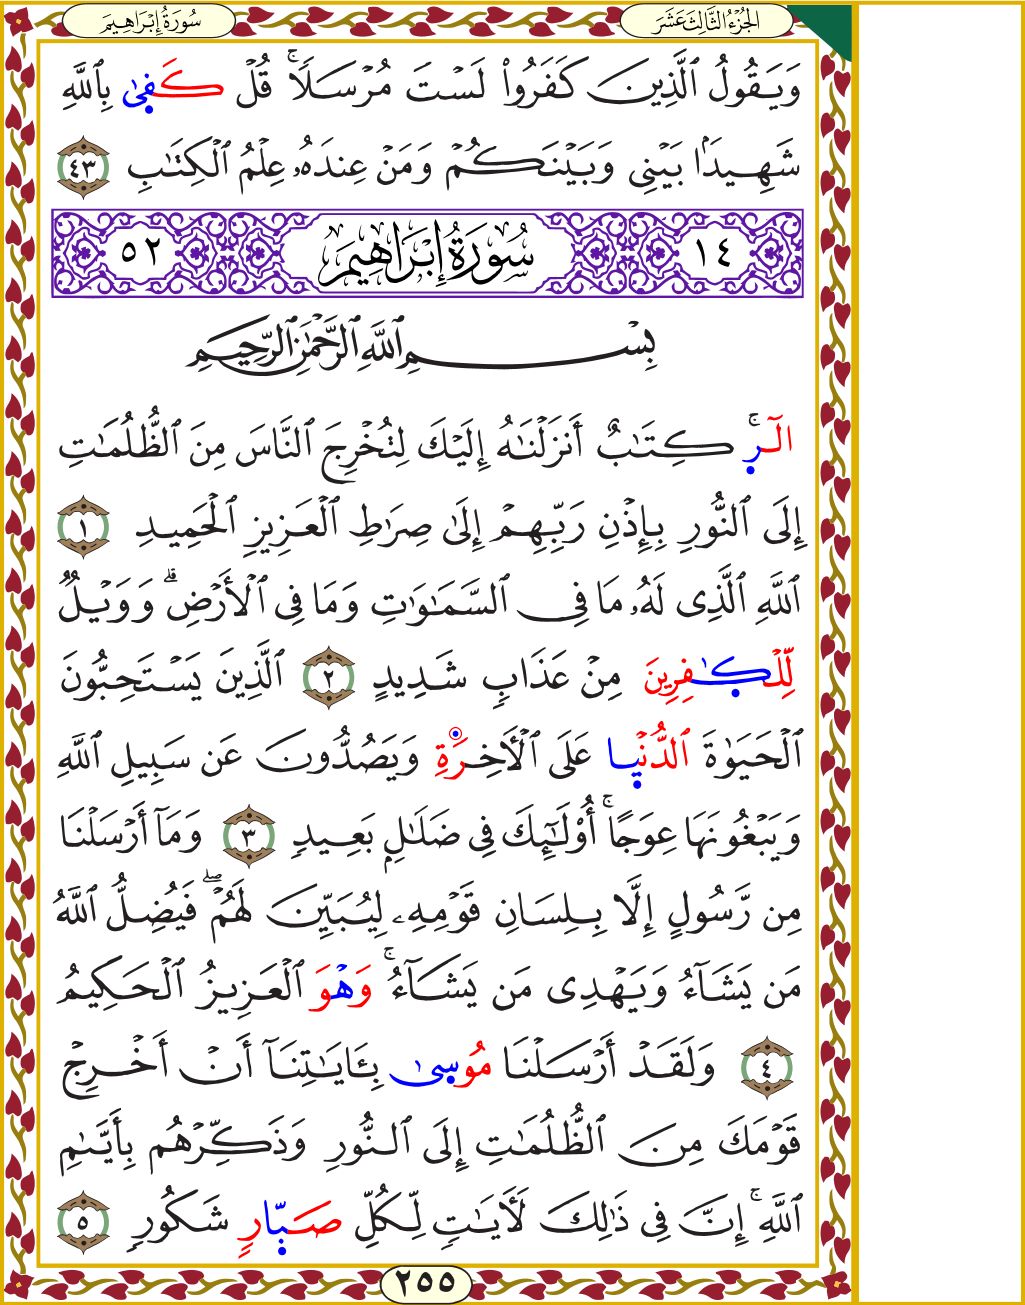 سُورَةُ إِبْرَاهِيمَ
الجُزْءُ الثَّالِثَ عَشَرَ
وَيَقُولُ ٱلَّذِينَ كَفَرُواْ لَسْتَ مُرْسَلًاۚ قُلْ كَفِىٰ بِٱللَّهِ
شَهِيدَۢا بَيْنِي وَبَيْنَكُمْ وَمَنْ عِندَهُۥ عِلْمُ ٱلْكِتَٰبِ ٤٣
١٤ سُورَةُ إِبْرَاهِيمَ ٥٢
بِسْمِ ٱللَّهِ ٱلرَّحْمَٰنِ ٱلرَّحِيمِ
الٓرۚ كِتَٰبٌ أَنزَلْنَٰهُ إِلَيْكَ لِتُخْرِجَ ٱلنَّاسَ مِنَ ٱلظُّلُمَٰتِ
إِلَى ٱلنُّورِ بِإِذْنِ رَبِّهِمْ إِلَىٰ صِرَٰطِ ٱلْعَزِيزِ ٱلْحَمِيدِ ١
ٱللَّهِ ٱلَّذِى لَهُۥ مَا فِى ٱلسَّمَٰوَٰتِ وَمَا فِى ٱلْأَرْضِۗ وَوَيْلٌ
لِّلْكَٰفِرِينَ مِنْ عَذَابٍ شَدِيدٍ ٢ ٱلَّذِينَ يَسْتَحِبُّونَ
ٱلْحَيَوٰةَ ٱلدُّنْيا عَلَى ٱلْأَخِرَةِ وَيَصُدُّونَ عَن سَبِيلِ ٱللَّهِ
وَيَبْغُونَهَا عِوَجًاۚ أُوْلَٰٓئِكَ فِى ضَلَٰلٍ بَعِيدٍ ٣ وَمَآ أَرْسَلْنَا
مِن رَّسُولٍ إِلَّا بِلِسَانِ قَوْمِهِۦ لِيُبَيِّنَ لَهُمْۖ فَيُضِلُّ ٱللَّهُ
مَن يَشَآءُ وَيَهْدِى مَن يَشَآءُۚ وَهْوَ ٱلْعَزِيزُ ٱلْحَكِيمُ
٤ وَلَقَدْ أَرْسَلْنَا مُوسِىٰ بِـَٔايَٰتِنَآ أَنْ أَخْرِجْ
قَوْمَكَ مِنَ ٱلظُّلُمَٰتِ إِلَى ٱلنُّورِ وَذَكِّرْهُم بِأَيَّىٰمِ
ٱللَّهِۚ إِنَّ فِى ذَٰلِكَ لَأٓيَٰتٍ لِّكُلِّ صَبِّارٍ شَكُورٍ ٥
٢٥٥